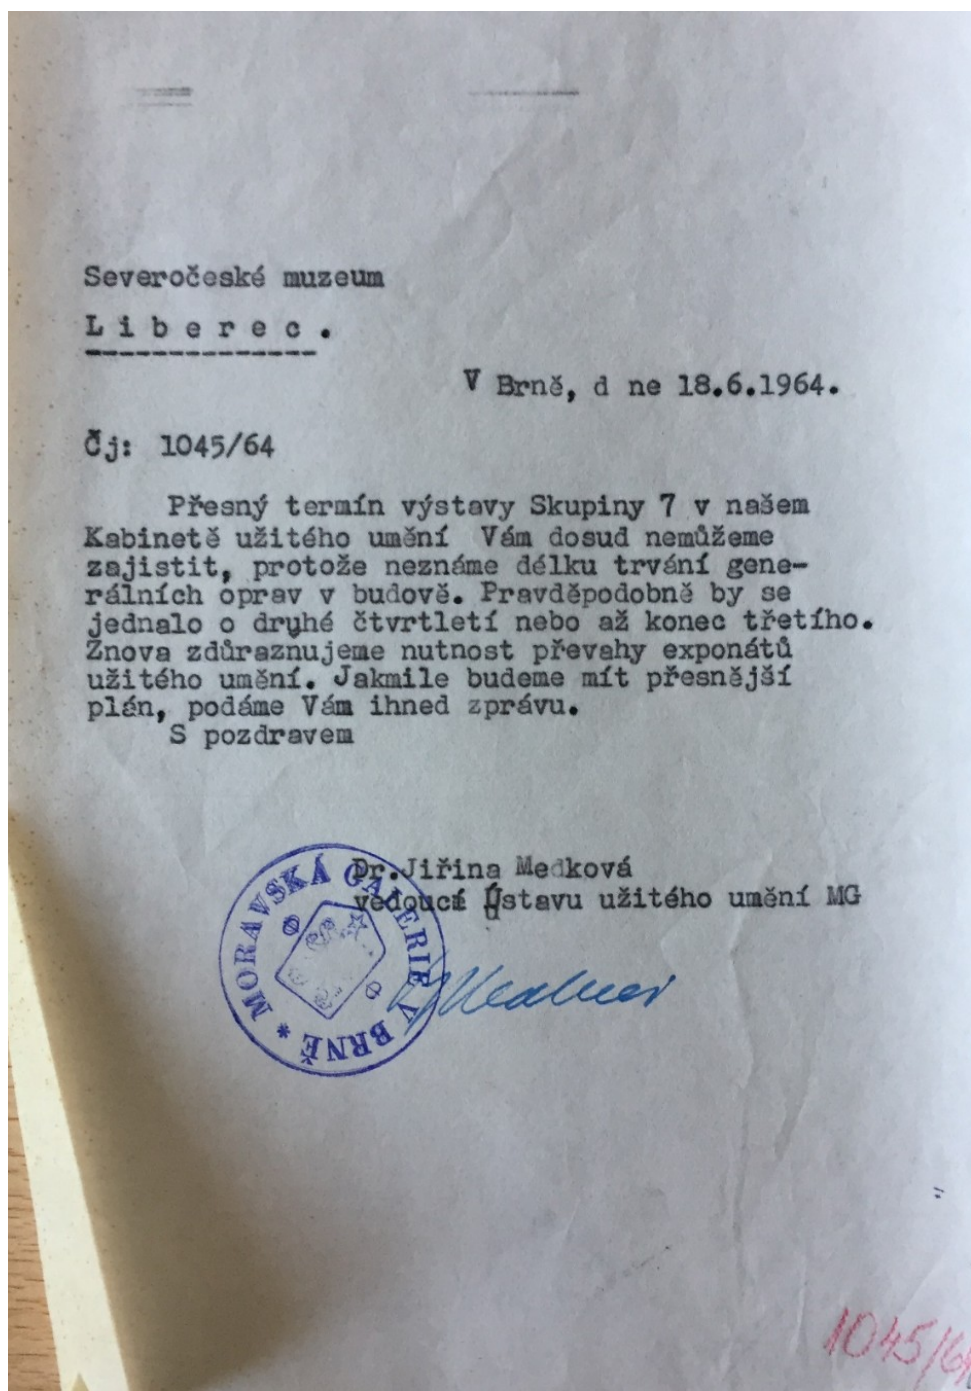 Severočeské muzeum
L i b e r e c .
V Brně, d ne 18.6.1964.
Čj: 1045/64
Přesný termín výstavy Skupiny 7 v našem
Kabinetě užitého umění Vám dosud nemůžeme
zajistit, protože neznáme délku trvání gene-
rálních oprav v budově. Pravděpodobně by se
jednalo o druhé čtvrtletí nebo až konec třetího.
Znova zdůraznujeme nutnost převahy exponátů
užitého umění. Jakmile budeme mít přesnější
plán, podáme Vám ihned zprávu.
S pozdravem
Dr.Jiřina Medková
vedoucí Ústavu užitého umění MG
MORAVSKÁ GALERIE V BRNĚ *
1045/64